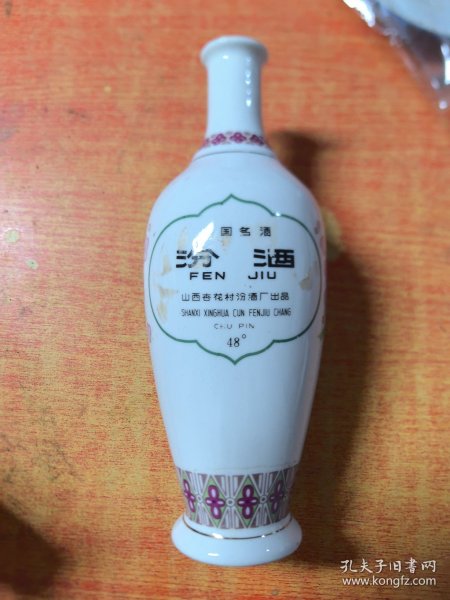 国名酒
汾酒
FEN JIU
山西杏花村汾酒厂出品
SHANXI XINGHUA CUN FENJIU CHANG
CHU PIN
48°
孔夫子旧书网
www.kongfz.com